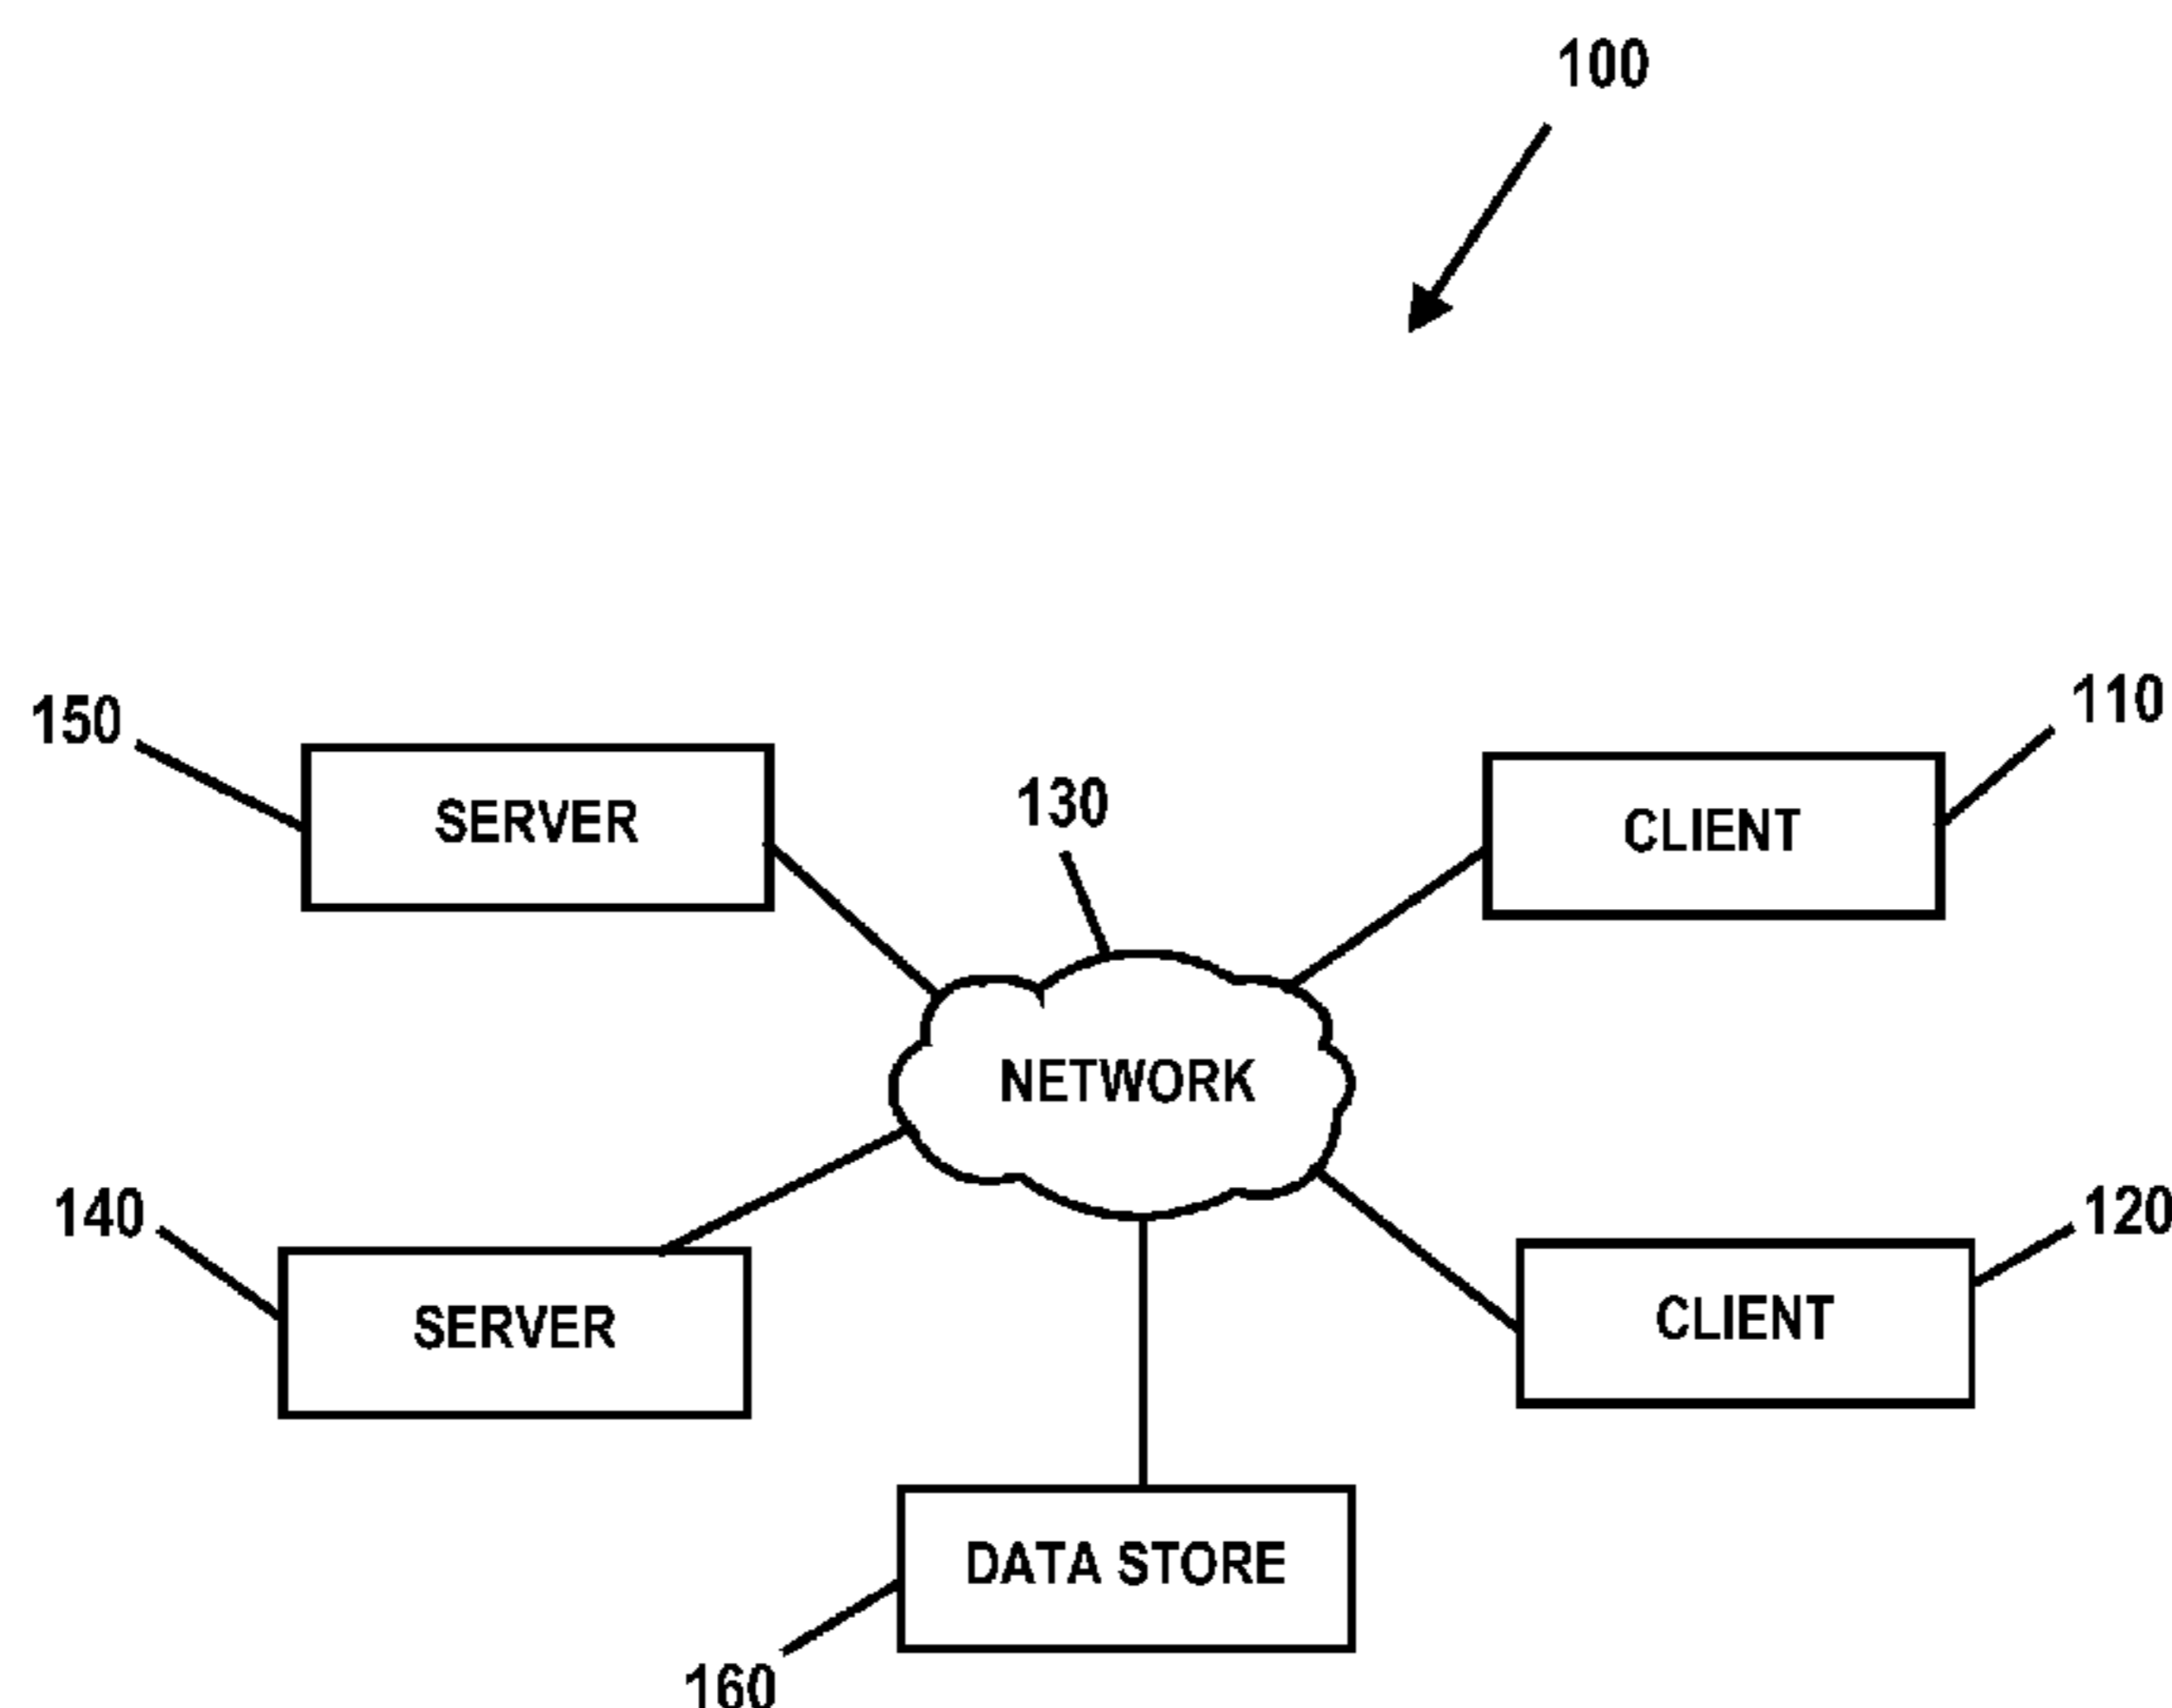 100
150
SERVER
130
CLIENT
110
NETWORK
140
SERVER
CLIENT
120
DATA STORE
160